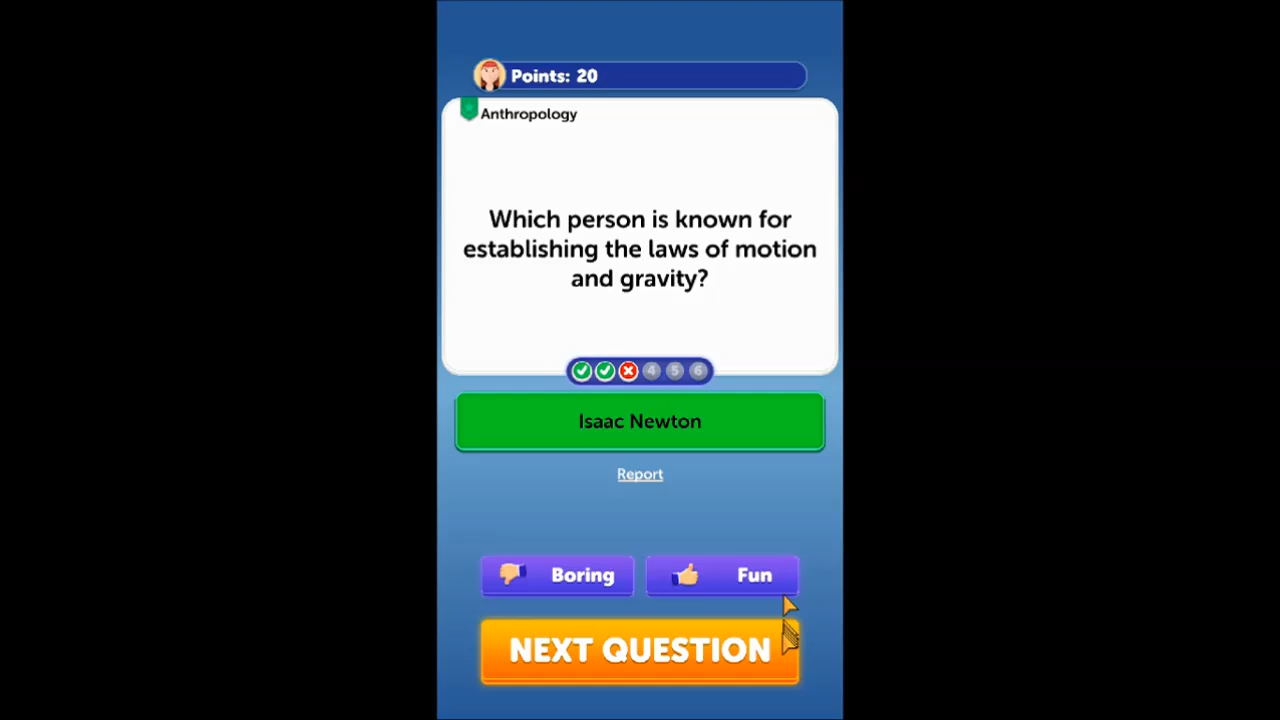 Points: 20
Anthropology
Which person is known for
establishing the laws of motion
and gravity?
4 5 6
Isaac Newton
Report
Boring
Fun
NEXT QUESTION